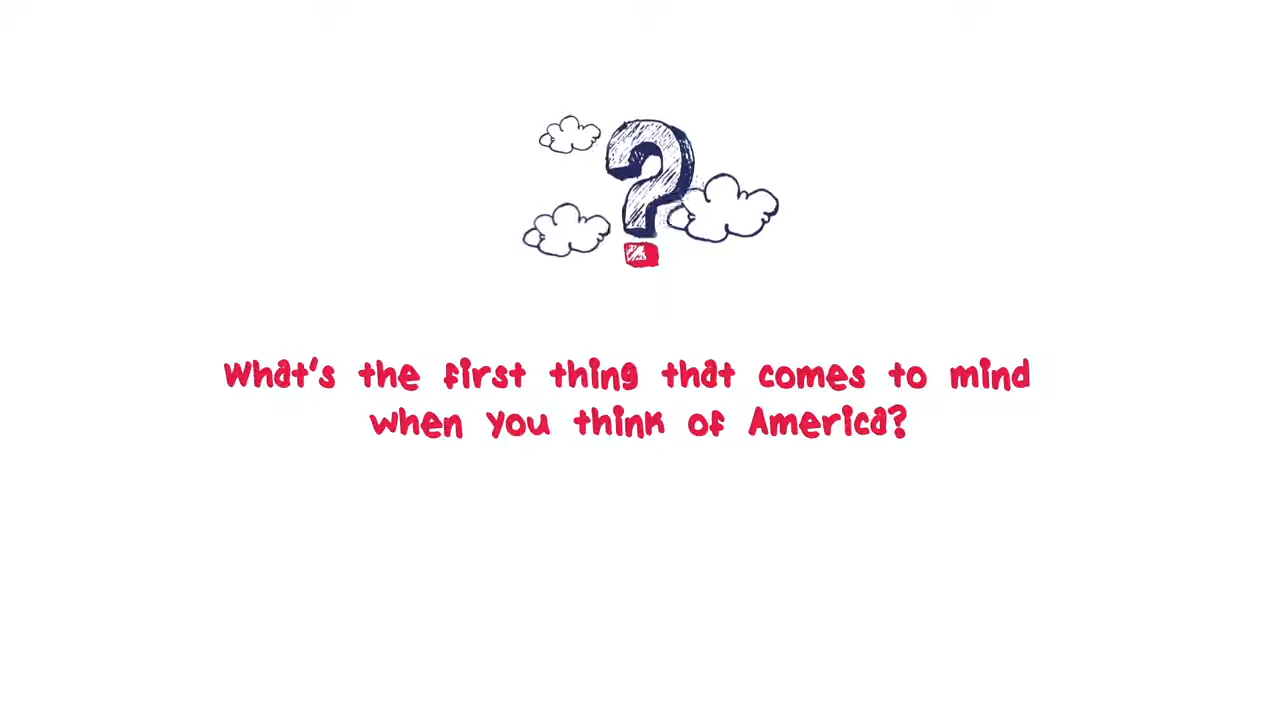 What's the first thing that comes to mind
when you think of America?